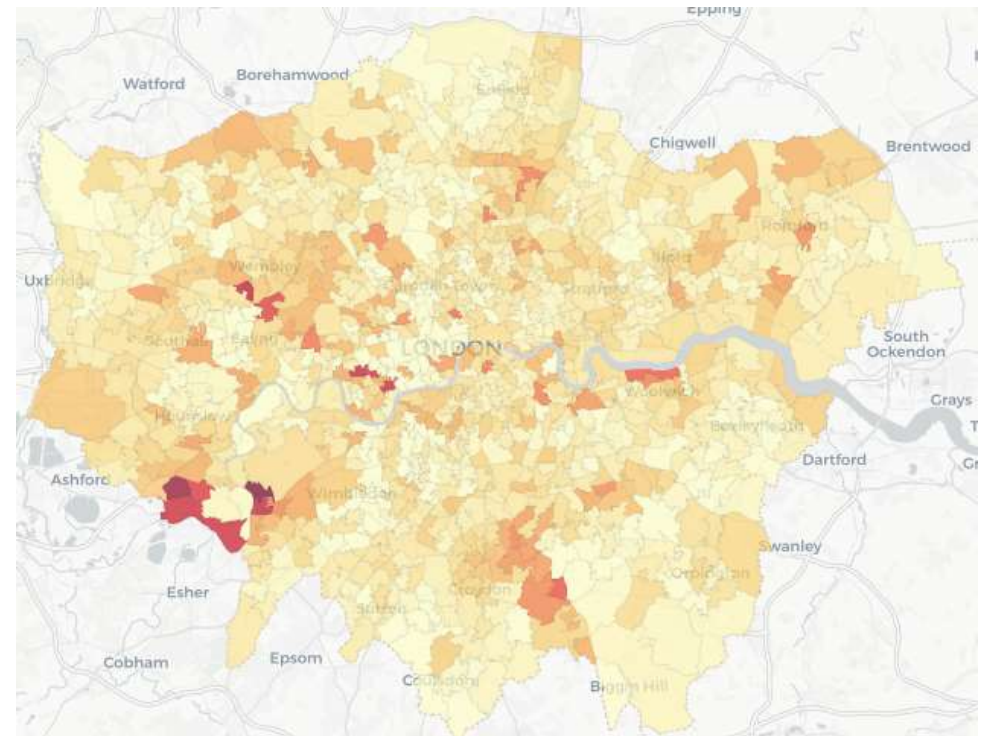 Epping
Watford
Borehamwood
Enfield
Chigwell
Brentwood
Romford
Ilford
Wembley
Uxbridge
Camden Town
Stratford
Southall
Ealing
LONDON
South
Ockendon
Woolwich
Hounslow
Grays
Bexleyheath
Dartford
Ashford
Wimbledon
Swanley
Orpington
Esher
Croydon
Sutton
Cobham
Epsom
Coulsdon
Biggin Hill